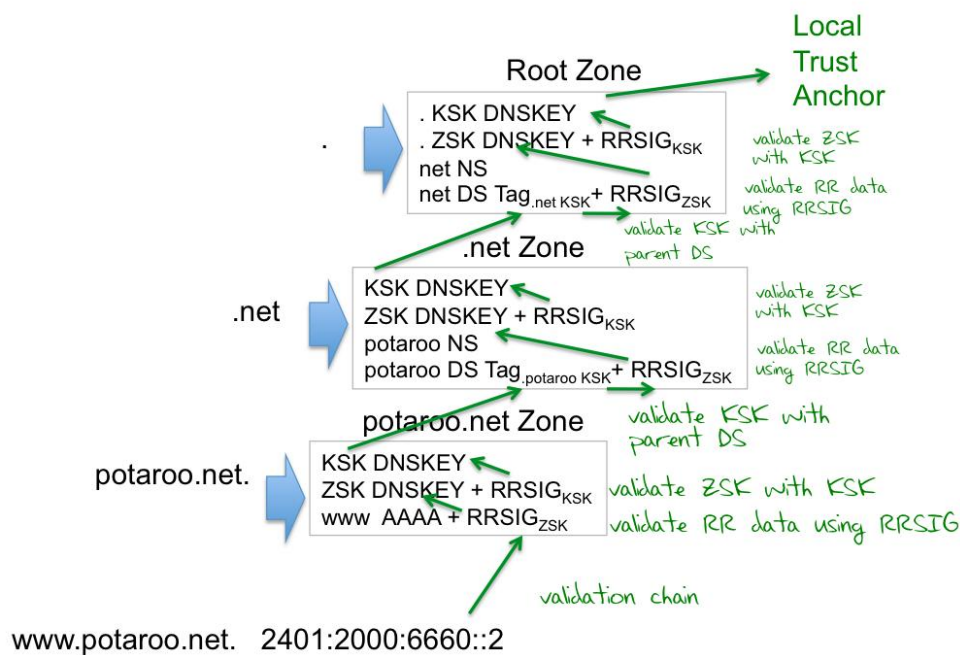 Local
Trust
Anchor
Root Zone
.
. KSK DNSKEY
. ZSK DNSKEY + RRSIGKSK
net NS
net DS Tag.net KSK+ RRSIGZSK
validate ZSK
with KSK
validate RR data
using RRSIG
validate KSK with
parent DS
.net Zone
.net
KSK DNSKEY
ZSK DNSKEY + RRSIGKSK
potaroo NS
potaroo DS Tag.potaroo KSK+ RRSIGZSK
validate ZSK
with KSK
validate RR data
using RRSIG
validate KSK with
parent DS
potaroo.net Zone
potaroo.net.
KSK DNSKEY
ZSK DNSKEY + RRSIGKSK
www AAAA + RRSIGZSK
validate ZSK with KSK
validate RR data using RRSIG
validation chain
www.potaroo.net. 2401:2000:6660::2